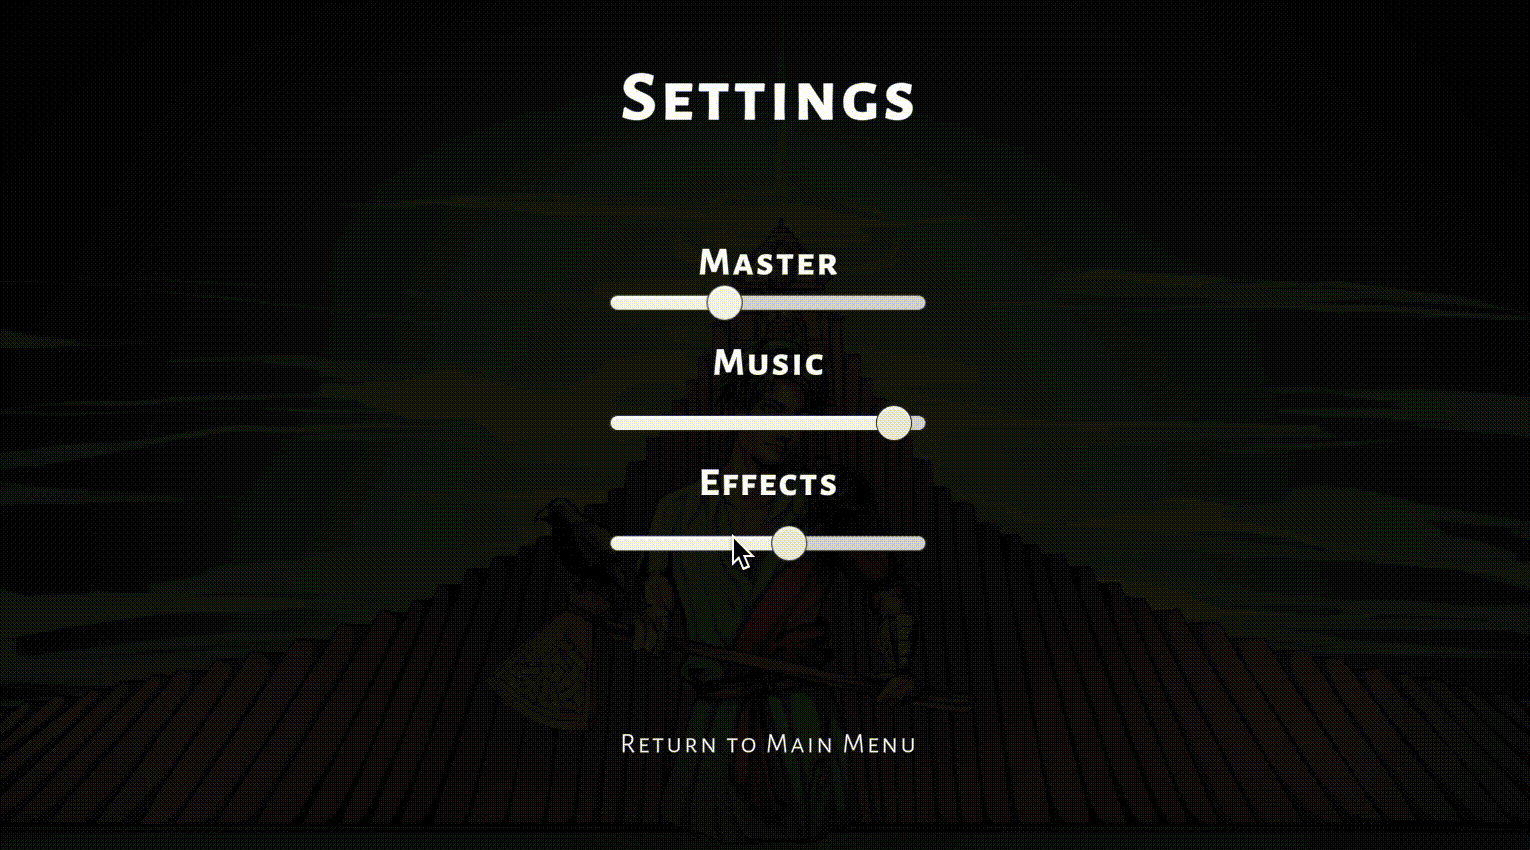 Settings
Master
Music
Effects
Return to Main Menu